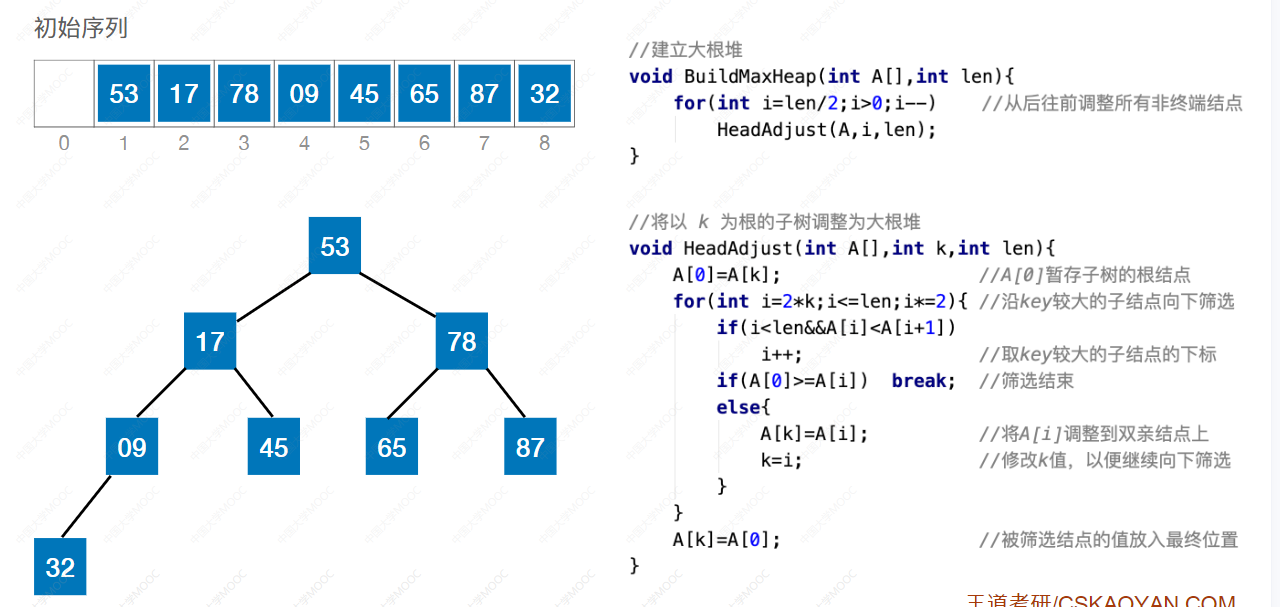 初始序列
53 17 78 09 45 65 87 32
0 1 2 3 4 5 6 7 8
53
17 78
09 45 65 87
32
//建立大根堆
void BuildMaxHeap(int A[],int len){
for(int i=len/2;i>0;i--) //从后往前调整所有非终端结点
HeadAdjust(A,i,len);
}
//将以 k 为根的子树调整为大根堆
void HeadAdjust(int A[],int k,int len){
A[0]=A[k]; //A[0]暂存子树的根结点
for(int i=2*k;i<=len;i*=2){ //沿key较大的子结点向下筛选
if(i<len&&A[i]<A[i+1])
i++; //取key较大的子结点的下标
if(A[0]>=A[i]) break; //筛选结束
else{
A[k]=A[i]; //将A[i]调整到双亲结点上
k=i; //修改k值，以便继续向下筛选
}
}
A[k]=A[0]; //被筛选结点的值放入最终位置
}
王道考研/CSKAOYAN.COM